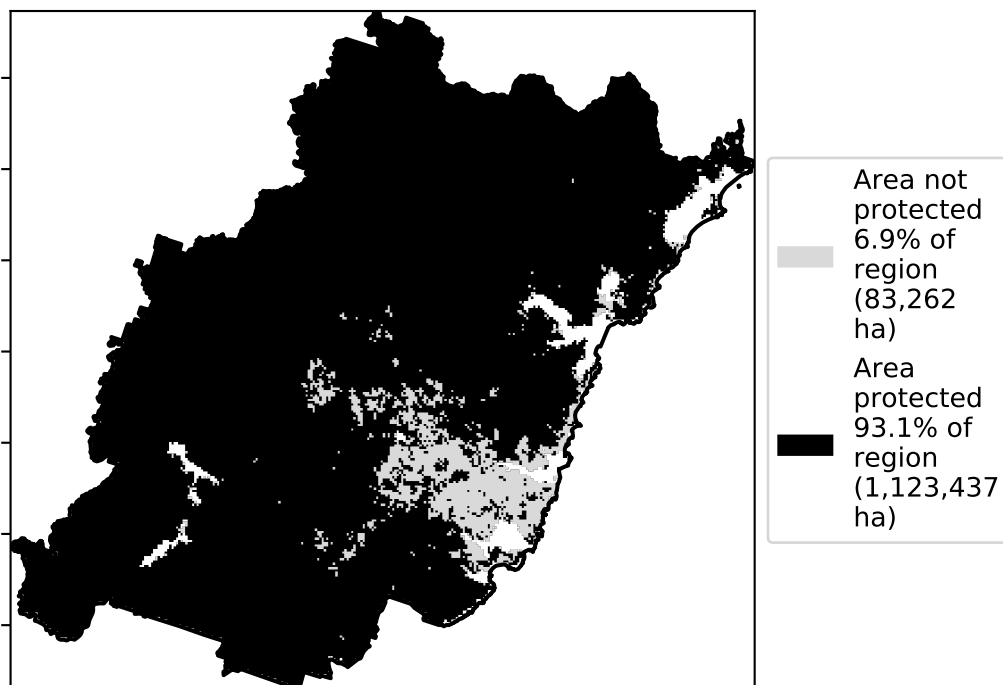 Area not
protected
6.9% of
region
(83,262
ha)
Area
protected
93.1% of
region
(1,123,437
ha)